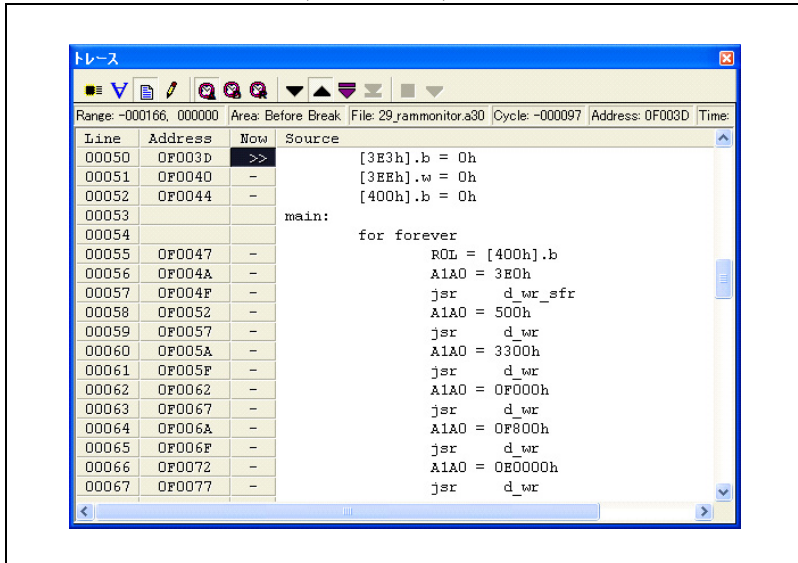 トレース
Range: -000166, 000000 Area: Before Break File: 29_rammonitor.a30 Cycle: -000097 Address: 0F003D Time:
Line Address Now Source
00050 0F003D >> [3E3h].b = 0h
00051 0F0040 - [3EEh].w = 0h
00052 0F0044 - [400h].b = 0h
00053 main:
00054 for forever
00055 0F0047 - R0L = [400h].b
00056 0F004A - A1A0 = 3E0h
00057 0F004F - jsr d_wr_sfr
00058 0F0052 - A1A0 = 500h
00059 0F0057 - jsr d_wr
00060 0F005A - A1A0 = 3300h
00061 0F005F - jsr d_wr
00062 0F0062 - A1A0 = 0F000h
00063 0F0067 - jsr d_wr
00064 0F006A - A1A0 = 0F800h
00065 0F006F - jsr d_wr
00066 0F0072 - A1A0 = 0E0000h
00067 0F0077 - jsr d_wr